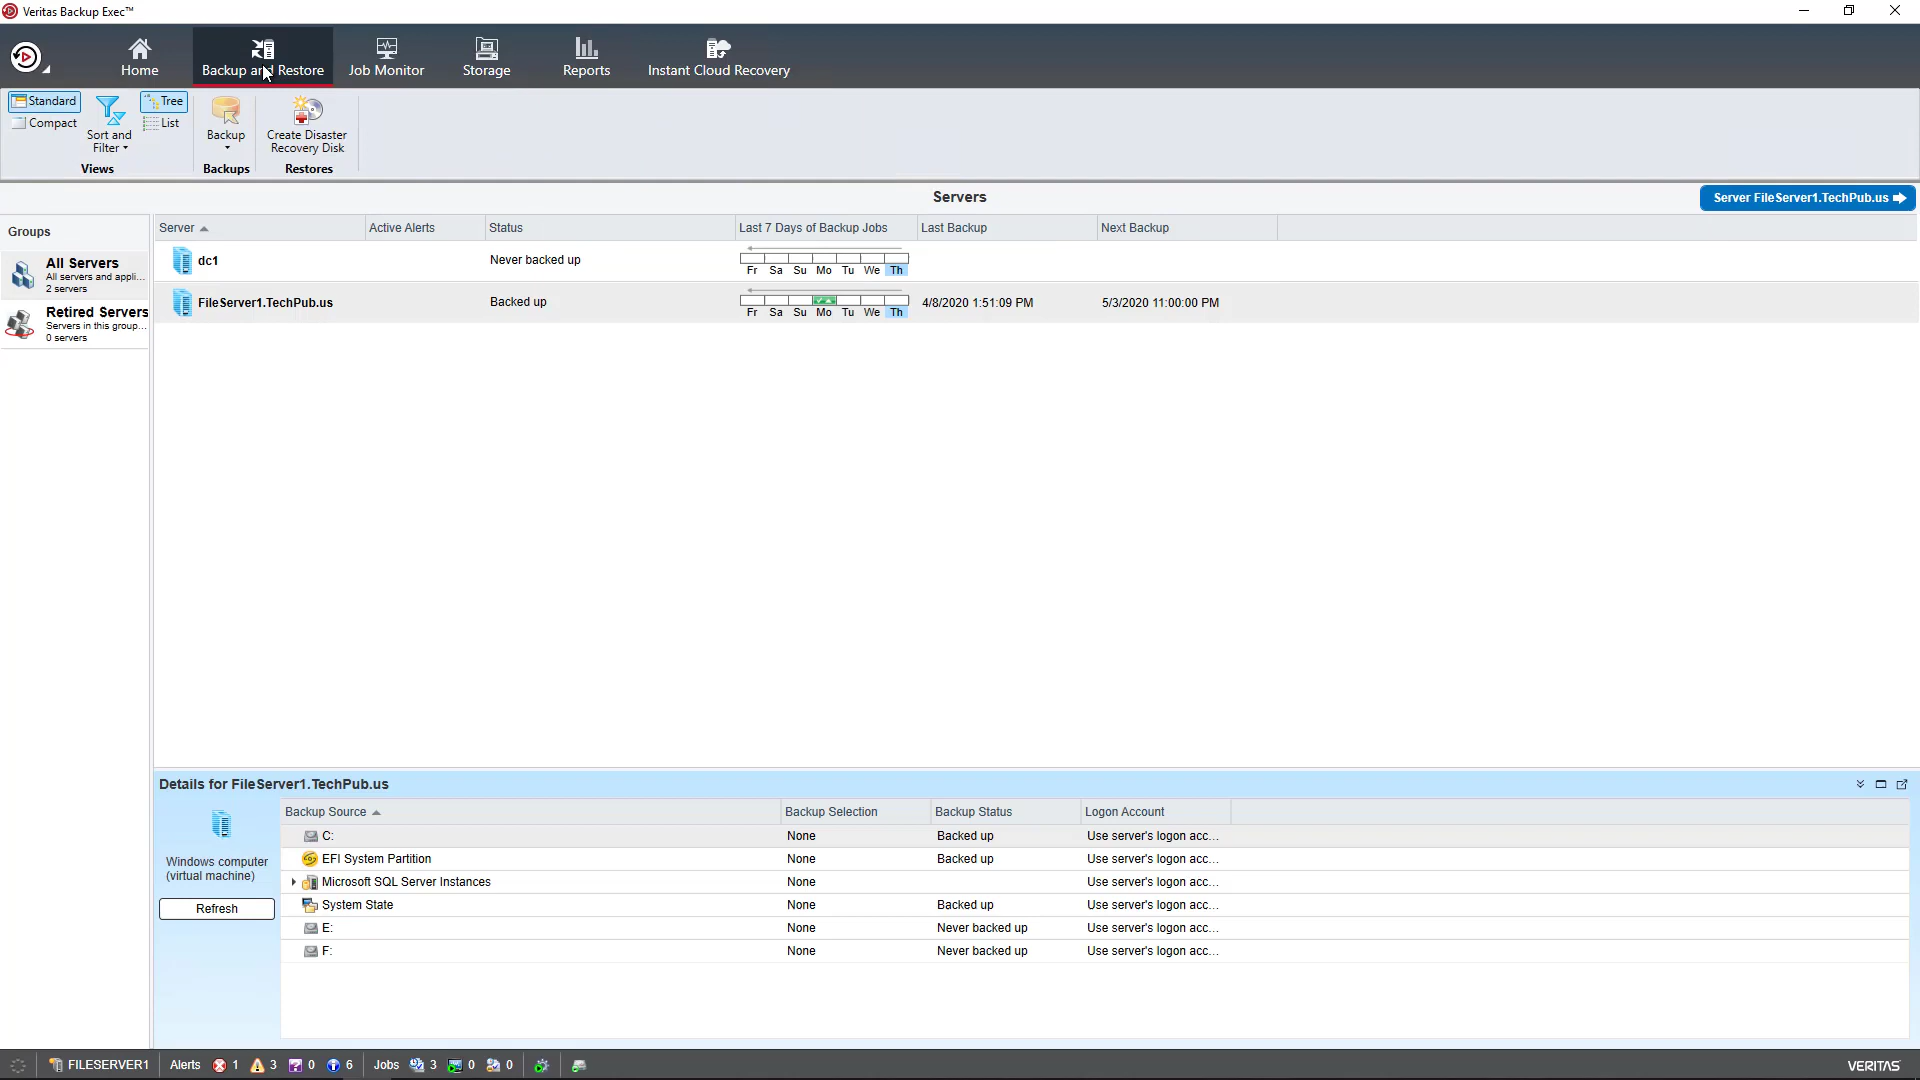 Veritas Backup Exec™
Home
Backup and Restore
Job Monitor
Storage
Reports
Instant Cloud Recovery
Standard
Compact
Sort and
Filter
Tree
List
Views
Backup
Backups
Create Disaster
Recovery Disk
Restores
Servers
Server FileServer1.TechPub.us
Groups
All Servers
All servers and appli...
2 servers
Retired Servers
Servers in this group...
0 servers
Server Active Alerts Status Last 7 Days of Backup Jobs Last Backup Next Backup
dc1 Never backed up
Fr Sa Su Mo Tu We Th
FileServer1.TechPub.us Backed up 4/8/2020 1:51:09 PM 5/3/2020 11:00:00 PM
Fr Sa Su Mo Tu We Th
Details for FileServer1.TechPub.us
Windows computer
(virtual machine)
Refresh
Backup Source Backup Selection Backup Status Logon Account
C: None Backed up Use server's logon acc...
EFI System Partition None Backed up Use server's logon acc...
Microsoft SQL Server Instances None Use server's logon acc...
System State None Backed up Use server's logon acc...
E: None Never backed up Use server's logon acc...
F: None Never backed up Use server's logon acc...
FILESERVER1 Alerts 1 3 0 6 Jobs 3 0 0 VERITAS